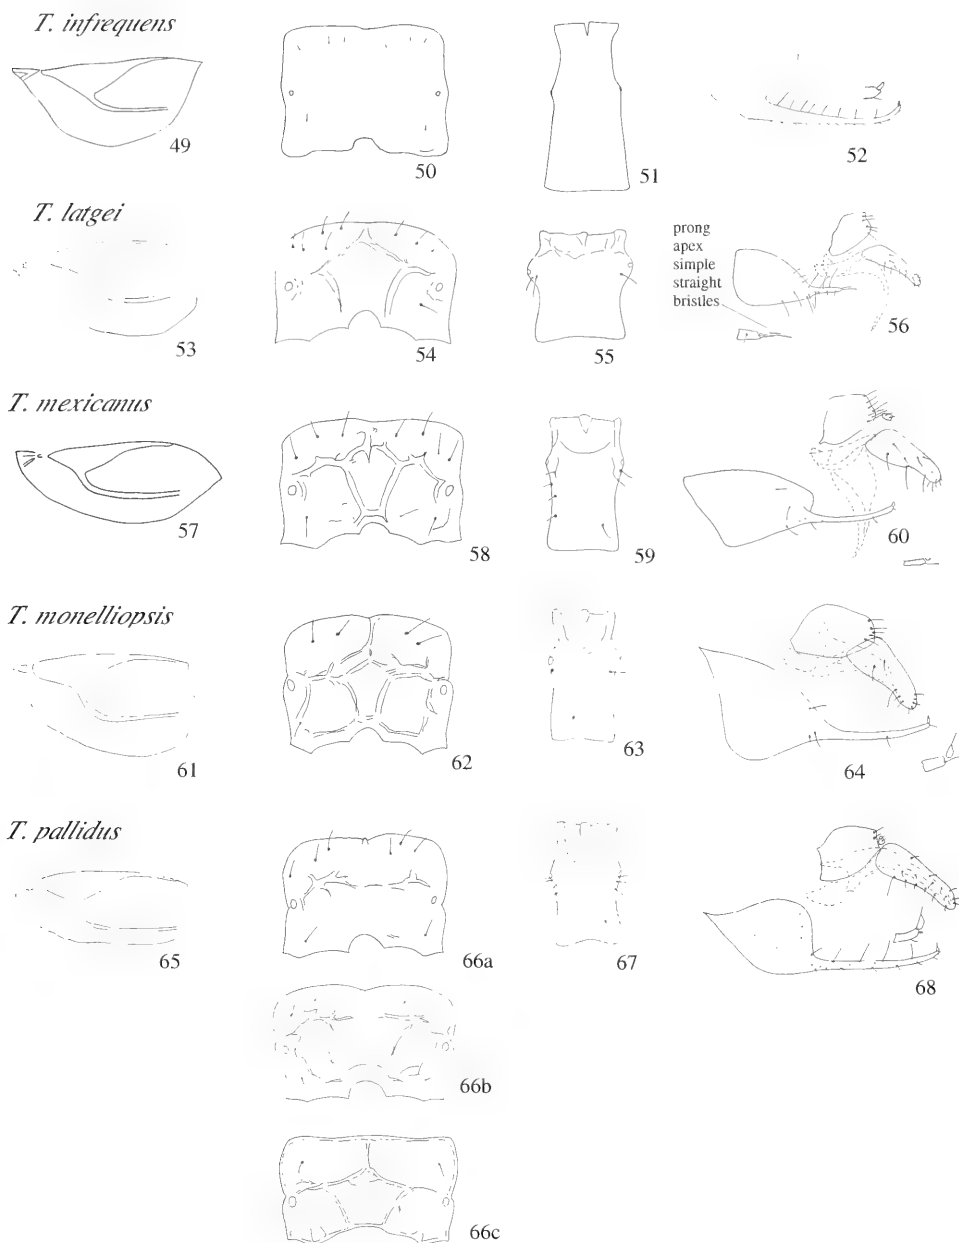 T. infrequens
49
50
51
52
T. latgei
prong
apex
simple
straight
bristles
53
54
55
56
T. mexicanus
57
58
59
60
T. monelliopsis
61
62
63
64
T. pallidus
65
66a
67
68
66b
66c